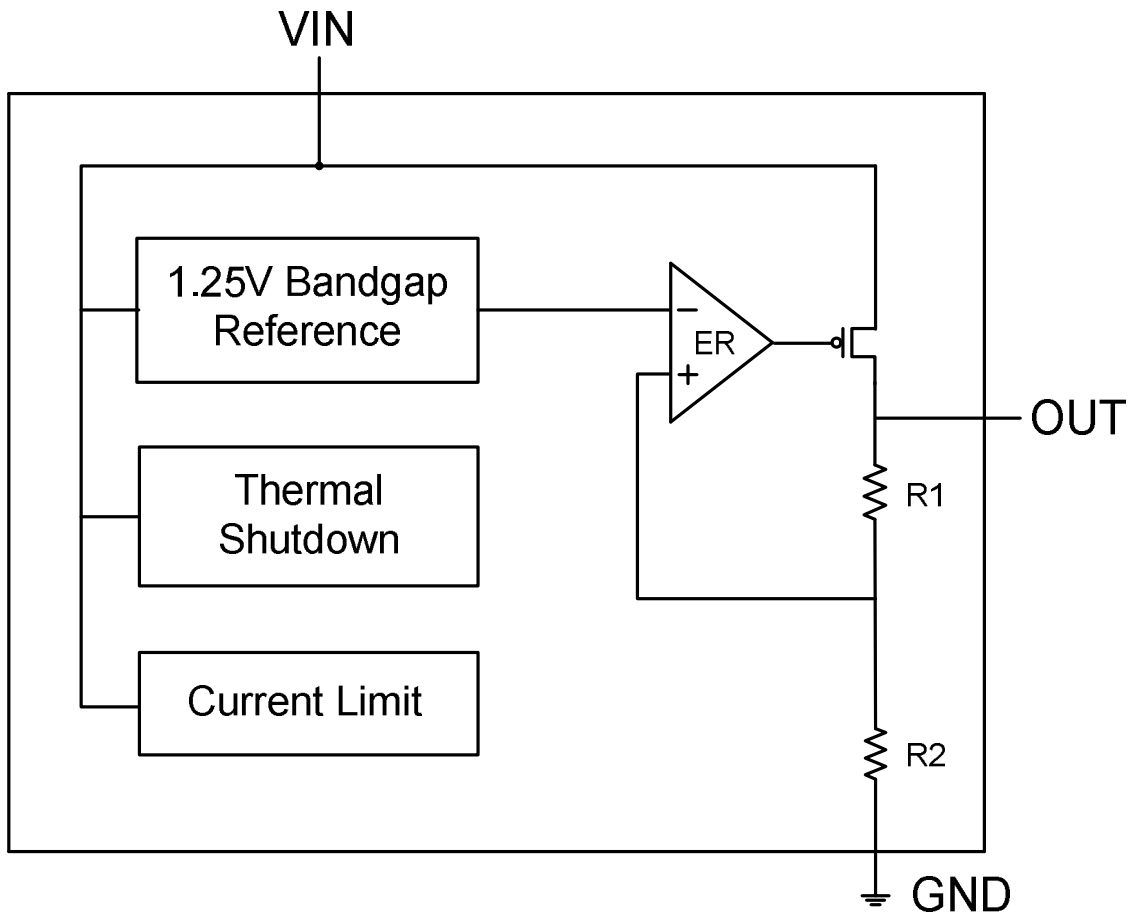 VIN
1.25V Bandgap
Reference
−
ER
+
OUT
Thermal
Shutdown
R1
Current Limit
R2
GND